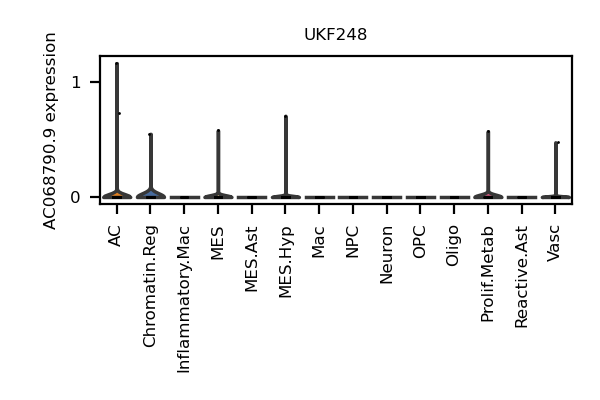 UKF248
AC068790.9 expression
1
0
AC
Chromatin.Reg
Inflammatory.Mac
MES
MES.Ast
MES.Hyp
Mac
NPC
Neuron
OPC
Oligo
Prolif.Metab
Reactive.Ast
Vasc